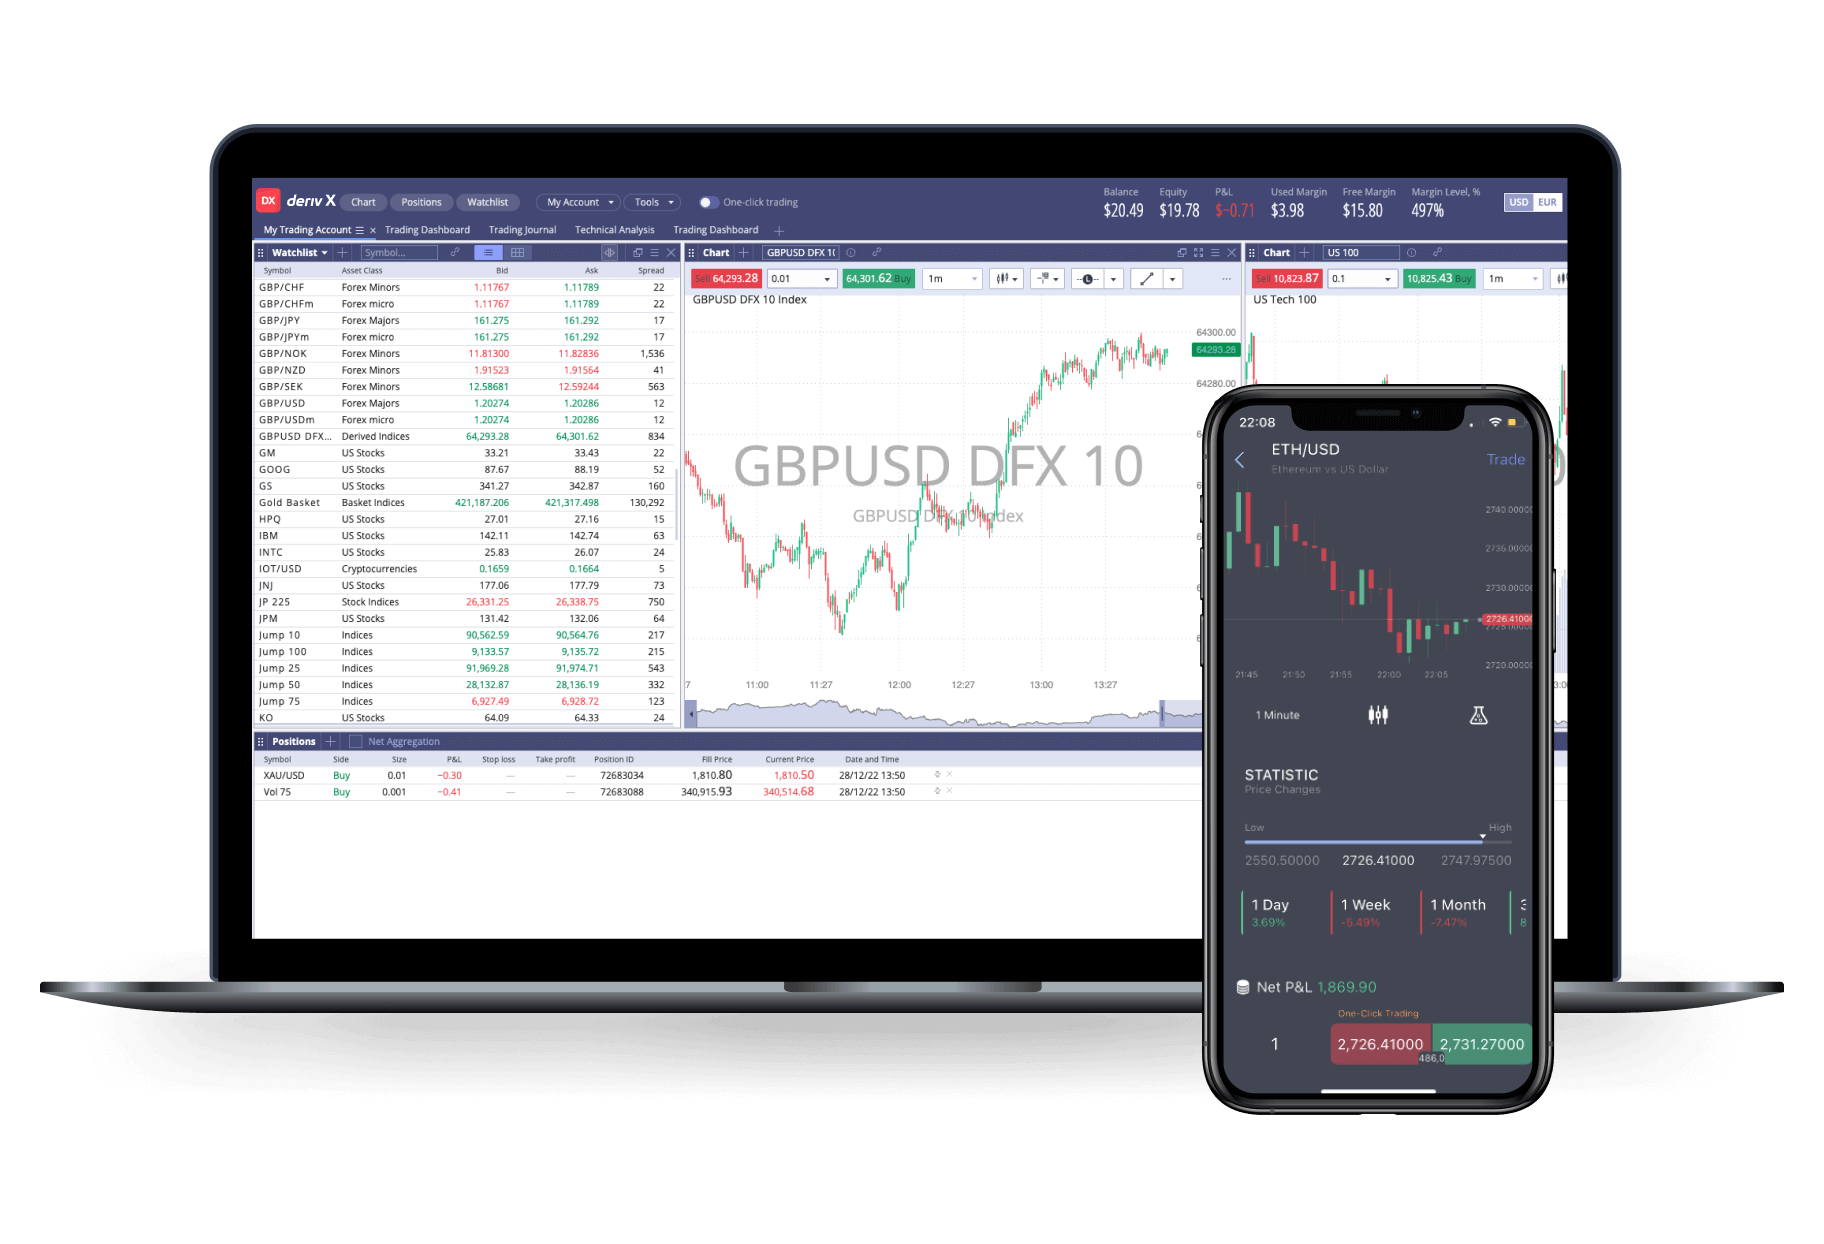 DX deriv X Chart Positions Watchlist My Account Tools One-click trading
Balance Equity P&L Used Margin Free Margin Margin Level, %
$20.49 $19.78 $−0.71 $3.98 $15.80 497%
USD EUR
My Trading Account Trading Dashboard Trading Journal Technical Analysis Trading Dashboard
Watchlist Symbol...
Symbol Asset Class Bid Ask Spread
GBP/CHF Forex Minors 1.11767 1.11789 22
GBP/CHFm Forex micro 1.11767 1.11789 22
GBP/JPY Forex Majors 161.275 161.292 17
GBP/JPYm Forex micro 161.275 161.292 17
GBP/NOK Forex Minors 11.81300 11.82836 1,536
GBP/NZD Forex Minors 1.91523 1.91564 41
GBP/SEK Forex Minors 12.58681 12.59244 563
GBP/USD Forex Majors 1.20274 1.20286 12
GBP/USDm Forex micro 1.20274 1.20286 12
GBPUSD DFX... Derived Indices 64,293.28 64,301.62 834
GM US Stocks 33.21 33.43 22
GOOG US Stocks 87.67 88.19 52
GS US Stocks 341.27 342.87 160
Gold Basket Basket Indices 421,187.206 421,317.498 130,292
HPQ US Stocks 27.01 27.16 15
IBM US Stocks 142.11 142.74 63
INTC US Stocks 25.83 26.07 24
IOT/USD Cryptocurrencies 0.1659 0.1664 5
JNJ US Stocks 177.06 177.79 73
JP 225 Stock Indices 26,331.25 26,338.75 750
JPM US Stocks 131.42 132.06 64
Jump 10 Indices 90,562.59 90,564.76 217
Jump 100 Indices 9,133.57 9,135.72 215
Jump 25 Indices 91,969.28 91,974.71 543
Jump 50 Indices 28,132.87 28,136.19 332
Jump 75 Indices 6,927.49 6,928.72 123
KO US Stocks 64.09 64.33 24
Chart GBPUSD DFX 10
Sell 64,293.28 0.01 64,301.62 Buy 1m
GBPUSD DFX 10 Index
64300.00
64293.28
64280.00
GBPUSD DFX 10
GBPUSD DFX 10 Index
11:00 11:27 12:00 12:27 13:00 13:27
Chart US 100
Sell 10,823.87 0.1 10,825.43 Buy 1m
US Tech 100
Positions Net Aggregation
Symbol Side Size P&L Stop loss Take profit Position ID Fill Price Current Price Date and Time
XAU/USD Buy 0.01 −0.30 — — 72683034 1,810.80 1,810.50 28/12/22 13:50
Vol 75 Buy 0.001 −0.41 — — 72683088 340,915.93 340,514.68 28/12/22 13:50
22:08
ETH/USD
Ethereum vs US Dollar
Trade
2740.0000
2735.0000
2730.0000
2726.41000
2725.0000
2720.0000
21:45 21:50 21:55 22:00 22:05
1 Minute
STATISTIC
Price Changes
Low High
2550.50000 2726.41000 2747.97500
1 Day 1 Week 1 Month
3.69% -5.49% -7.47%
Net P&L 1,869.90
One-Click Trading
1 2,726.41000 2,731.27000
486,0